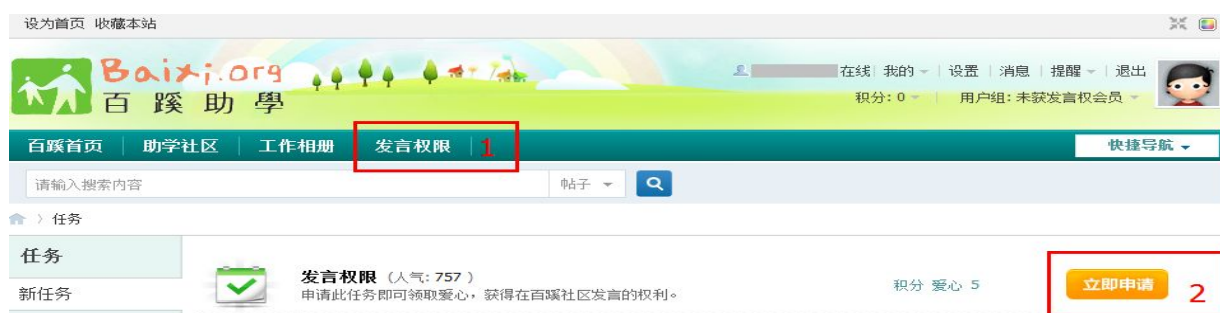 设为首页 收藏本站
Baixi.org
百蹊助學
在线 我的 设置 消息 提醒 退出
积分: 0 用户组: 未获发言权会员
百蹊首页 助学社区 工作相册 发言权限 1 快捷导航
请输入搜索内容 帖子
任务
任务
新任务
发言权限 (人气: 757 )
申请此任务即可领取爱心，获得在百蹊社区发言的权利。
积分 爱心 5
立即申请 2